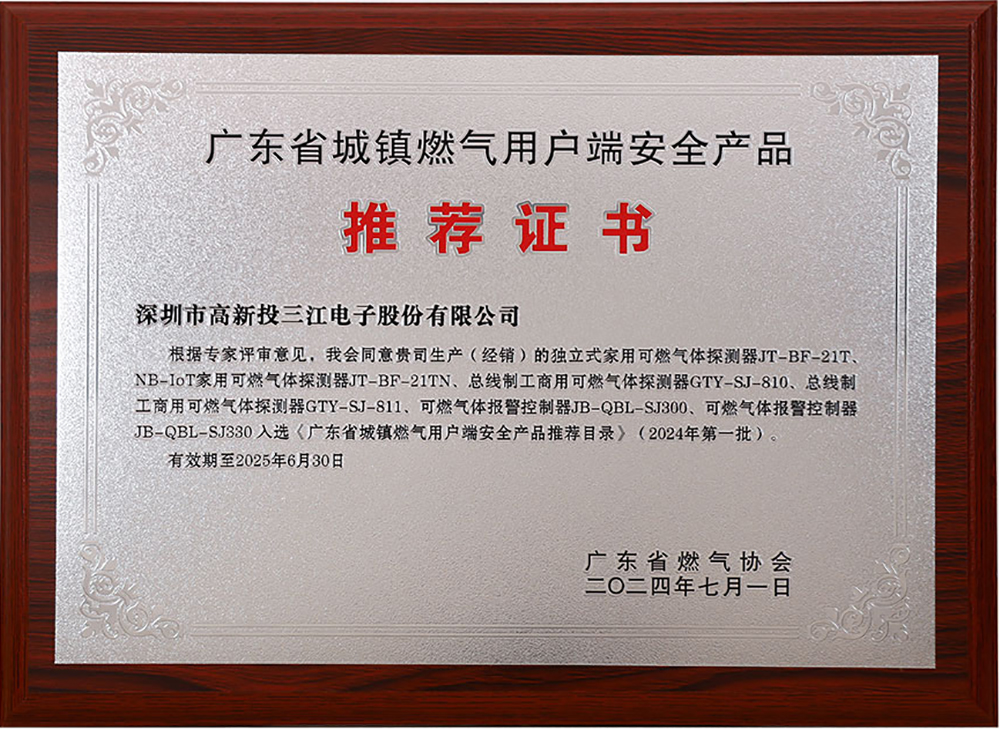 广东省城镇燃气用户端安全产品
推荐证书
深圳市高新投三江电子股份有限公司
根据专家评审意见，我会同意贵司生产（经销）的独立式家用可燃气体探测器JT-BF-21T、
NB-IoT家用可燃气体探测器JT-BF-21TN、总线制工商用可燃气体探测器GTY-SJ-810、总线制
工商用可燃气体探测器GTY-SJ-811、可燃气体报警控制器JB-QBL-SJ300、可燃气体报警控制器
JB-QBL-SJ330入选《广东省城镇燃气用户端安全产品推荐目录》（2024年第一批）。
有效期至2025年6月30日
广东省燃气协会
二〇二四年七月一日